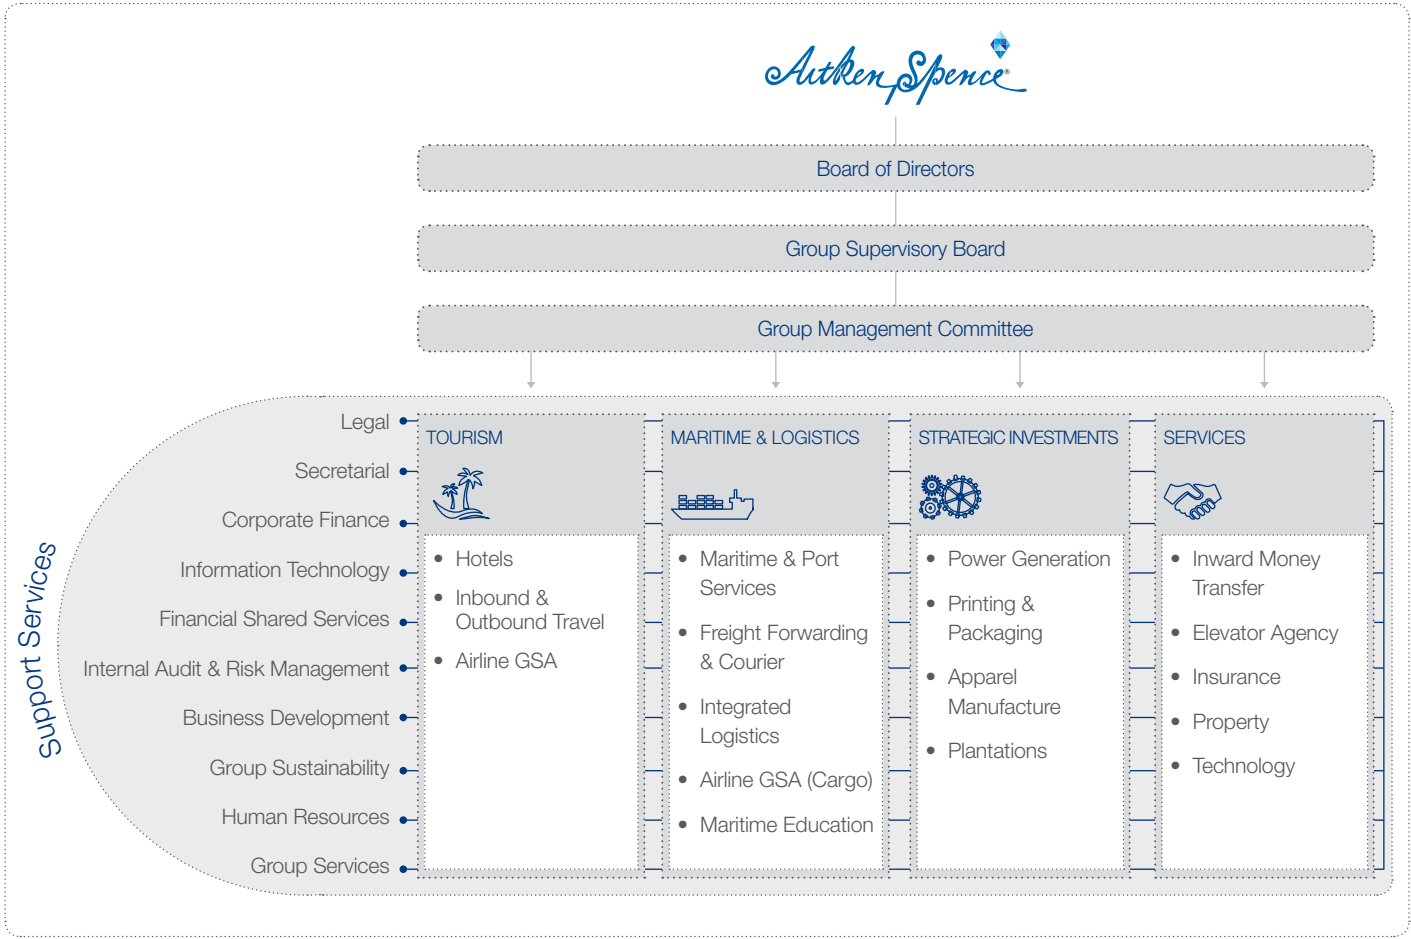 Aitken Spence®
Board of Directors
Group Supervisory Board
Group Management Committee
Support Services
Legal
Secretarial
Corporate Finance
Information Technology
Financial Shared Services
Internal Audit & Risk Management
Business Development
Group Sustainability
Human Resources
Group Services
TOURISM
• Hotels
• Inbound &
Outbound Travel
• Airline GSA
MARITIME & LOGISTICS
• Maritime & Port
Services
• Freight Forwarding
& Courier
• Integrated
Logistics
• Airline GSA (Cargo)
• Maritime Education
STRATEGIC INVESTMENTS
• Power Generation
• Printing &
Packaging
• Apparel
Manufacture
• Plantations
SERVICES
• Inward Money
Transfer
• Elevator Agency
• Insurance
• Property
• Technology